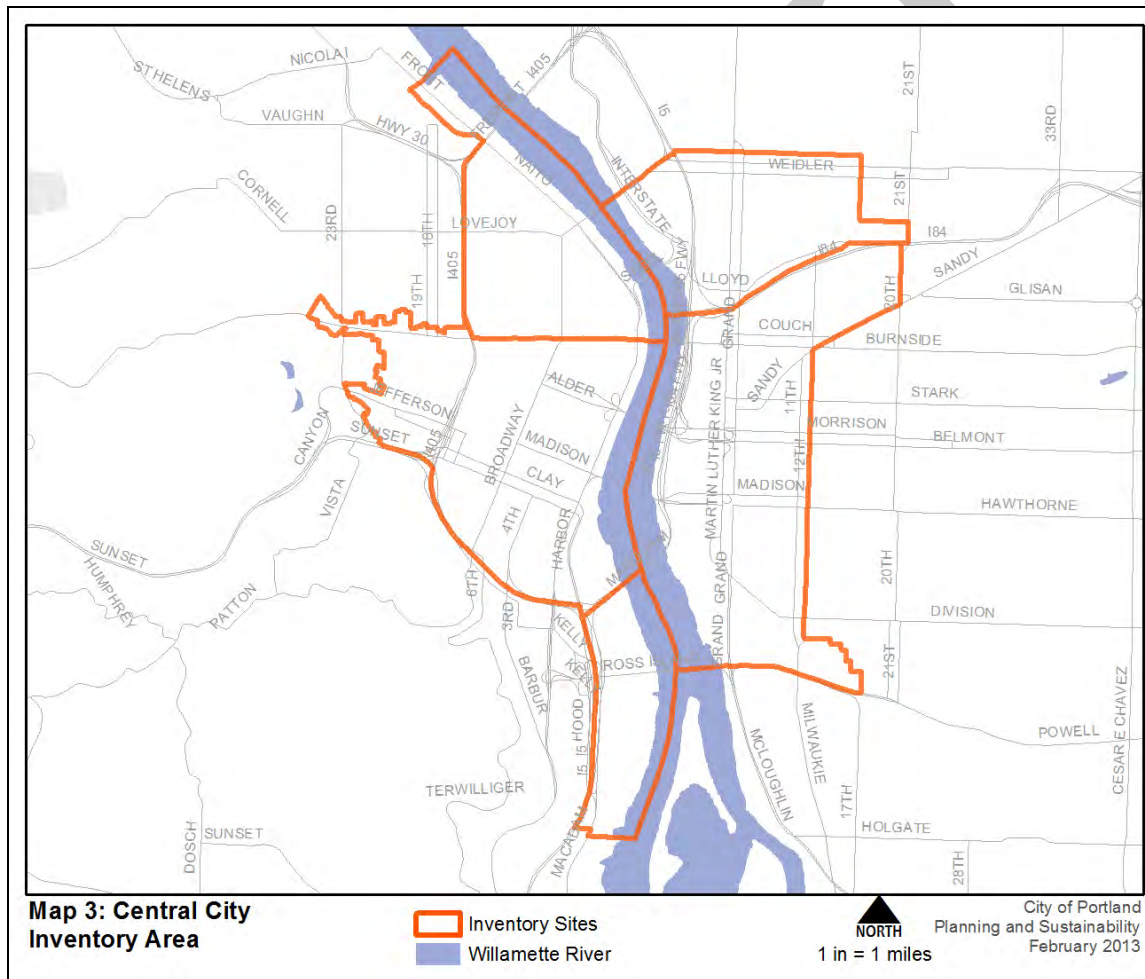 NICOLAI
ST HELENS
FRONT
I405
I5
21ST
33RD
VAUGHN
HWY 30
NAITO
INTERSTATE
WEIDLER
CORNELL
23RD
18TH
LOVEJOY
21ST
I84
19TH
I405
I84
SANDY
LLOYD
20TH
GLISAN
GRAND
COUCH
BURNSIDE
ALDER
SANDY
11TH
STARK
JEFFERSON
MORRISON
BELMONT
CANYON
SUNSET
I405
BROADWAY
MADISON
MARTIN LUTHER KING JR
12TH
CLAY
MADISON
HAWTHORNE
VISTA
4TH
HARBOR
SUNSET
HUMPHREY
PATTON
6TH
3RD
GRAND
GRAND
20TH
DIVISION
KELLY
KELLY
BARBUR
ROSS IS
21ST
HOOD
I5
I5
MILWAUKIE
POWELL
CESAR E CHAVEZ
TERWILLIGER
MCLOUGHLIN
17TH
MACADAM
HOLGATE
DOSCH
SUNSET
28TH
Map 3: Central City
Inventory Area
Inventory Sites
Willamette River
NORTH
1 in = 1 miles
City of Portland
Planning and Sustainability
February 2013